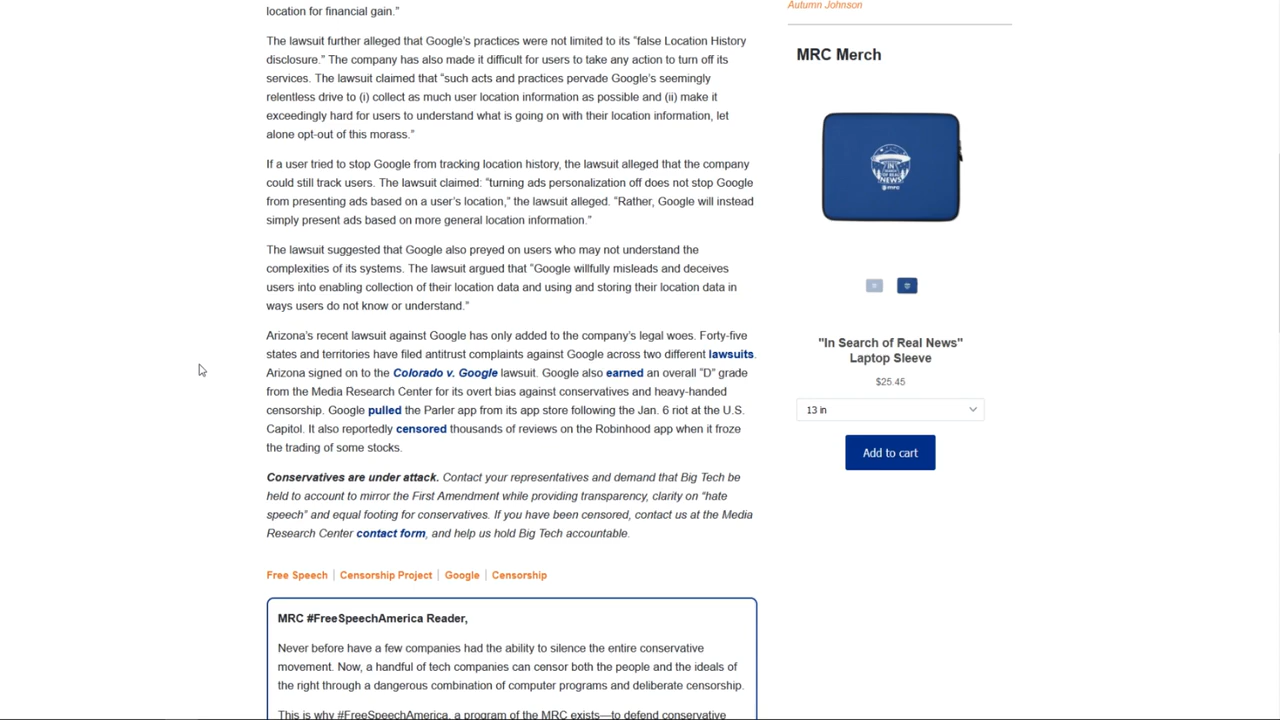 location for financial gain.”
Autumn Johnson
The lawsuit further alleged that Google’s practices were not limited to its “false Location History
disclosure.” The company has also made it difficult for users to take any action to turn off its
services. The lawsuit claimed that “such acts and practices pervade Google’s seemingly
relentless drive to (i) collect as much user location information as possible and (ii) make it
exceedingly hard for users to understand what is going on with their location information, let
alone opt-out of this morass.”
If a user tried to stop Google from tracking location history, the lawsuit alleged that the company
could still track users. The lawsuit claimed: “turning ads personalization off does not stop Google
from presenting ads based on a user’s location,” the lawsuit alleged. “Rather, Google will instead
simply present ads based on more general location information.”
The lawsuit suggested that Google also preyed on users who may not understand the
complexities of its systems. The lawsuit argued that “Google willfully misleads and deceives
users into enabling collection of their location data and using and storing their location data in
ways users do not know or understand.”
Arizona’s recent lawsuit against Google has only added to the company’s legal woes. Forty-five
states and territories have filed antitrust complaints against Google across two different lawsuits.
Arizona signed on to the Colorado v. Google lawsuit. Google also earned an overall “D” grade
from the Media Research Center for its overt bias against conservatives and heavy-handed
censorship. Google pulled the Parler app from its app store following the Jan. 6 riot at the U.S.
Capitol. It also reportedly censored thousands of reviews on the Robinhood app when it froze
the trading of some stocks.
Conservatives are under attack. Contact your representatives and demand that Big Tech be
held to account to mirror the First Amendment while providing transparency, clarity on “hate
speech” and equal footing for conservatives. If you have been censored, contact us at the Media
Research Center contact form, and help us hold Big Tech accountable.
Free Speech | Censorship Project | Google | Censorship
MRC #FreeSpeechAmerica Reader,
Never before have a few companies had the ability to silence the entire conservative
movement. Now, a handful of tech companies can censor both the people and the ideals of
the right through a dangerous combination of computer programs and deliberate censorship.
This is why #FreeSpeechAmerica, a program of the MRC exists—to defend conservative
MRC Merch
IN
NEWS
mrc
"In Search of Real News"
Laptop Sleeve
$25.45
13 in
Add to cart